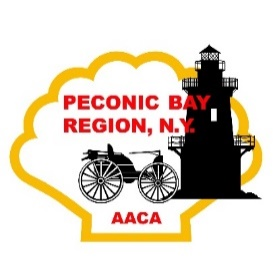 PECONIC BAY
REGION, N.Y.
AACA